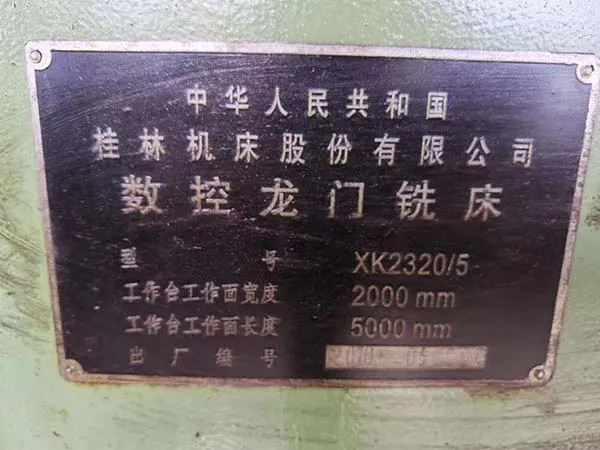 中华人民共和国
桂林机床股份有限公司
数控龙门铣床
型号 XK2320/5
工作台工作面宽度 2000 mm
工作台工作面长度 5000 mm
出厂编号